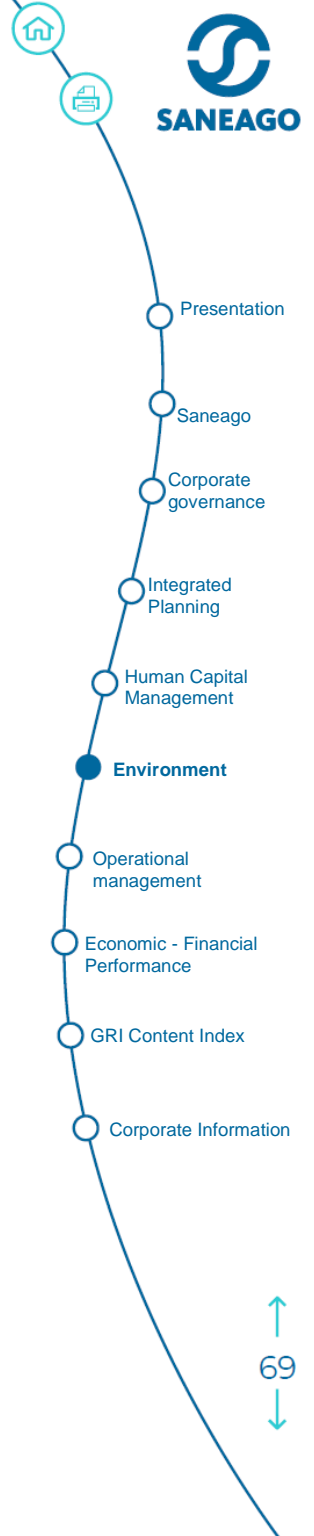 SANEAGO
Presentation
Saneago
Corporate
governance
Integrated
Planning
Human Capital
Management
Environment
Operational
management
Economic - Financial
Performance
GRI Content Index
Corporate Information
69